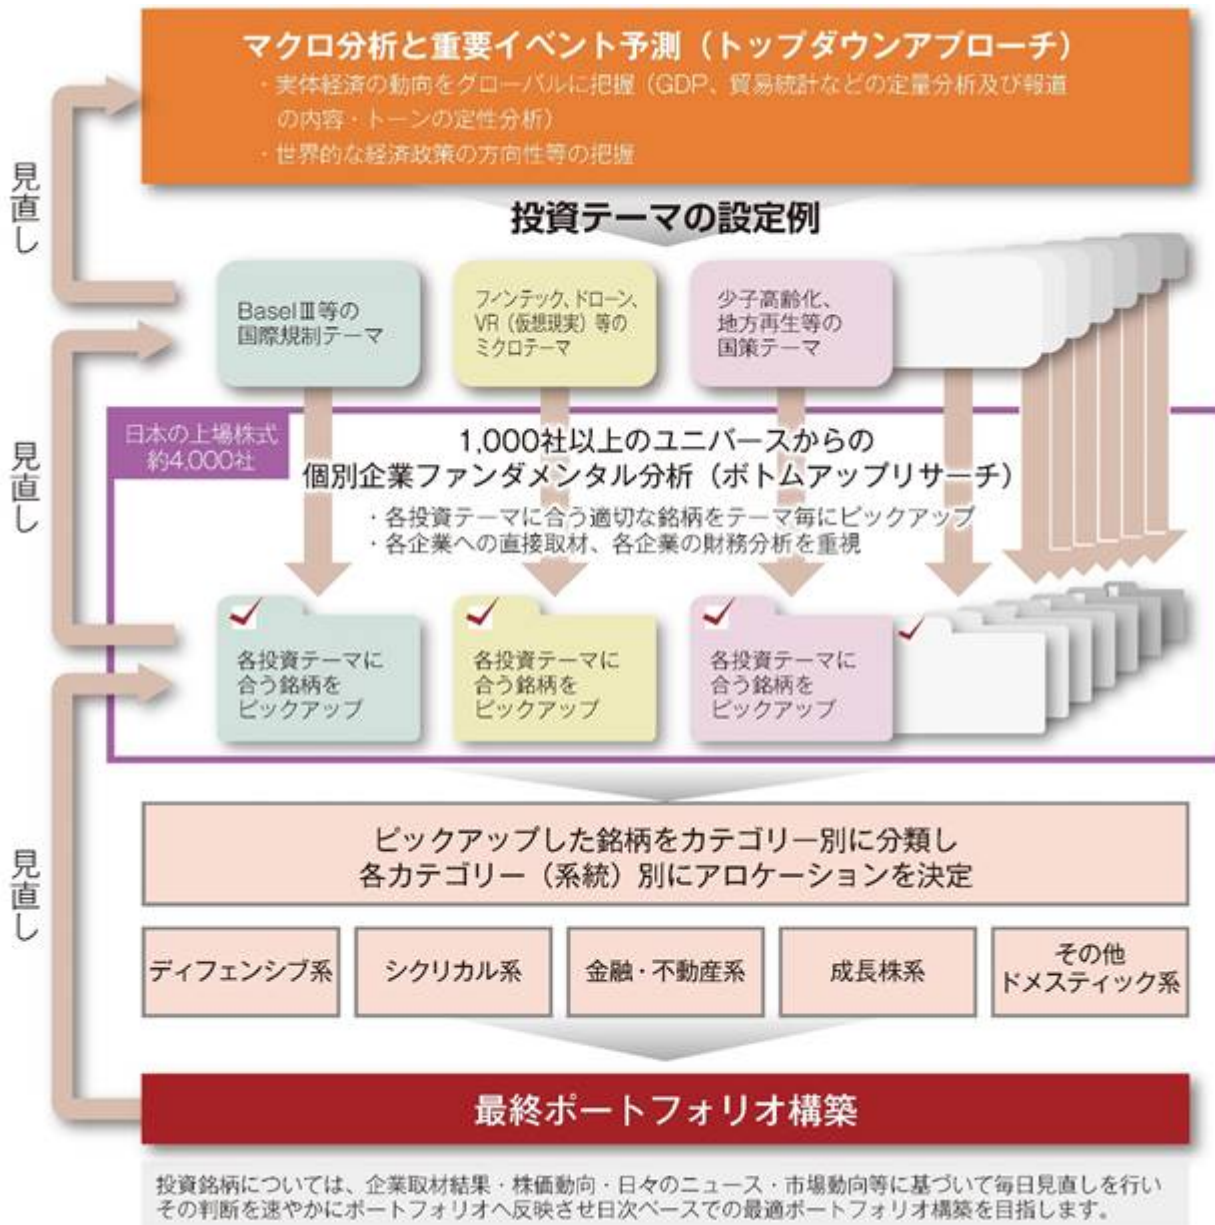 マクロ分析と重要イベント予測（トップダウンアプローチ）
・実体経済の動向をグローバルに把握（GDP、貿易統計などの定量分析及び報道
の内容・トーンの定性分析）
・世界的な経済政策の方向性等の把握
見直し
投資テーマの設定例
BaselⅢ等の
国際規制テーマ
フィンテック、ドローン、
VR（仮想現実）等の
ミクロテーマ
少子高齢化、
地方再生等の
国策テーマ
見直し
日本の上場株式
約4,000社
1,000社以上のユニバースからの
個別企業ファンダメンタル分析（ボトムアップリサーチ）
・各投資テーマに合う適切な銘柄をテーマ毎にピックアップ
・各企業への直接取材、各企業の財務分析を重視
各投資テーマに
合う銘柄を
ピックアップ
各投資テーマに
合う銘柄を
ピックアップ
各投資テーマに
合う銘柄を
ピックアップ
見直し
ピックアップした銘柄をカテゴリー別に分類し
各カテゴリー（系統）別にアロケーションを決定
ディフェンシブ系
シクリカル系
金融・不動産系
成長株系
その他
ドメスティック系
最終ポートフォリオ構築
投資銘柄については、企業取材結果・株価動向・日々のニュース・市場動向等に基づいて毎日見直しを行い
その判断を速やかにポートフォリオへ反映させ日次ベースでの最適ポートフォリオ構築を目指します。